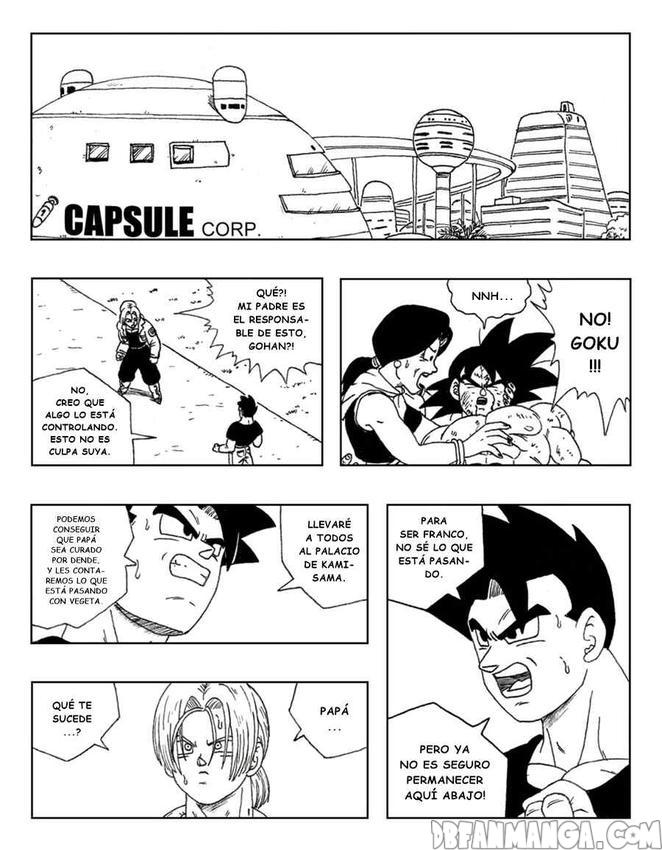 CAPSULE CORP.
QUÉ?!
MI PADRE ES
EL RESPONSA-
BLE DE ESTO,
GOHAN?!
NO,
CREO QUE
ALGO LO ESTÁ
CONTROLANDO.
ESTO NO ES
CULPA SUYA.
NNH...
NO!
GOKU
!!!
PODEMOS
CONSEGUIR
QUE PAPÁ
SEA CURADO
POR DENDE,
Y LES CONTA-
REMOS LO QUE
ESTÁ PASANDO
CON VEGETA.
LLEVARÉ
A TODOS
AL PALACIO
DE KAMI-
SAMA.
PARA
SER FRANCO,
NO SÉ LO QUE
ESTÁ PASAN-
DO.
PERO YA
NO ES SEGURO
PERMANECER
AQUÍ ABAJO!
QUÉ TE
SUCEDE
...?
PAPÁ
...
DBFANMANGA.COM